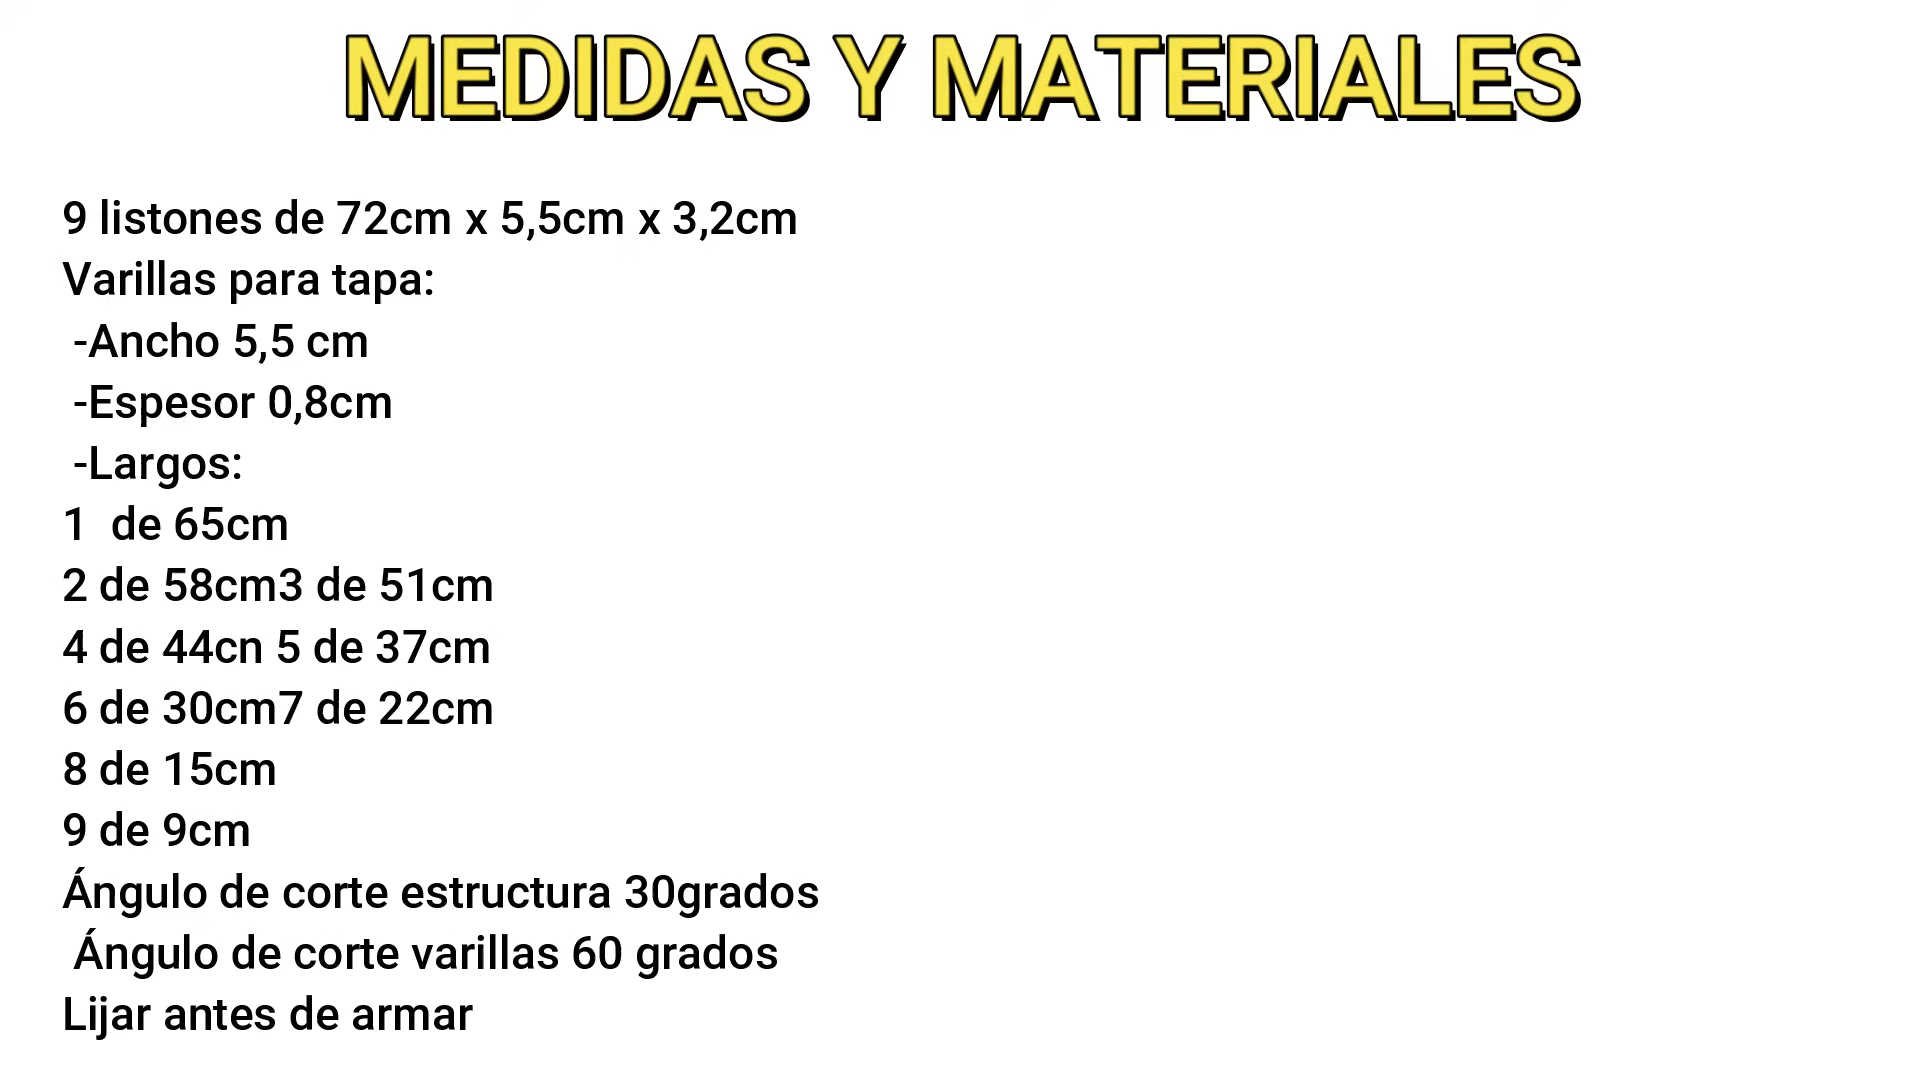 MEDIDAS Y MATERIALES
9 listones de 72cm x 5,5cm x 3,2cm
Varillas para tapa:
-Ancho 5,5 cm
-Espesor 0,8cm
-Largos:
1  de 65cm
2 de 58cm3 de 51cm
4 de 44cn 5 de 37cm
6 de 30cm7 de 22cm
8 de 15cm
9 de 9cm
Ángulo de corte estructura 30grados
Ángulo de corte varillas 60 grados
Lijar antes de armar